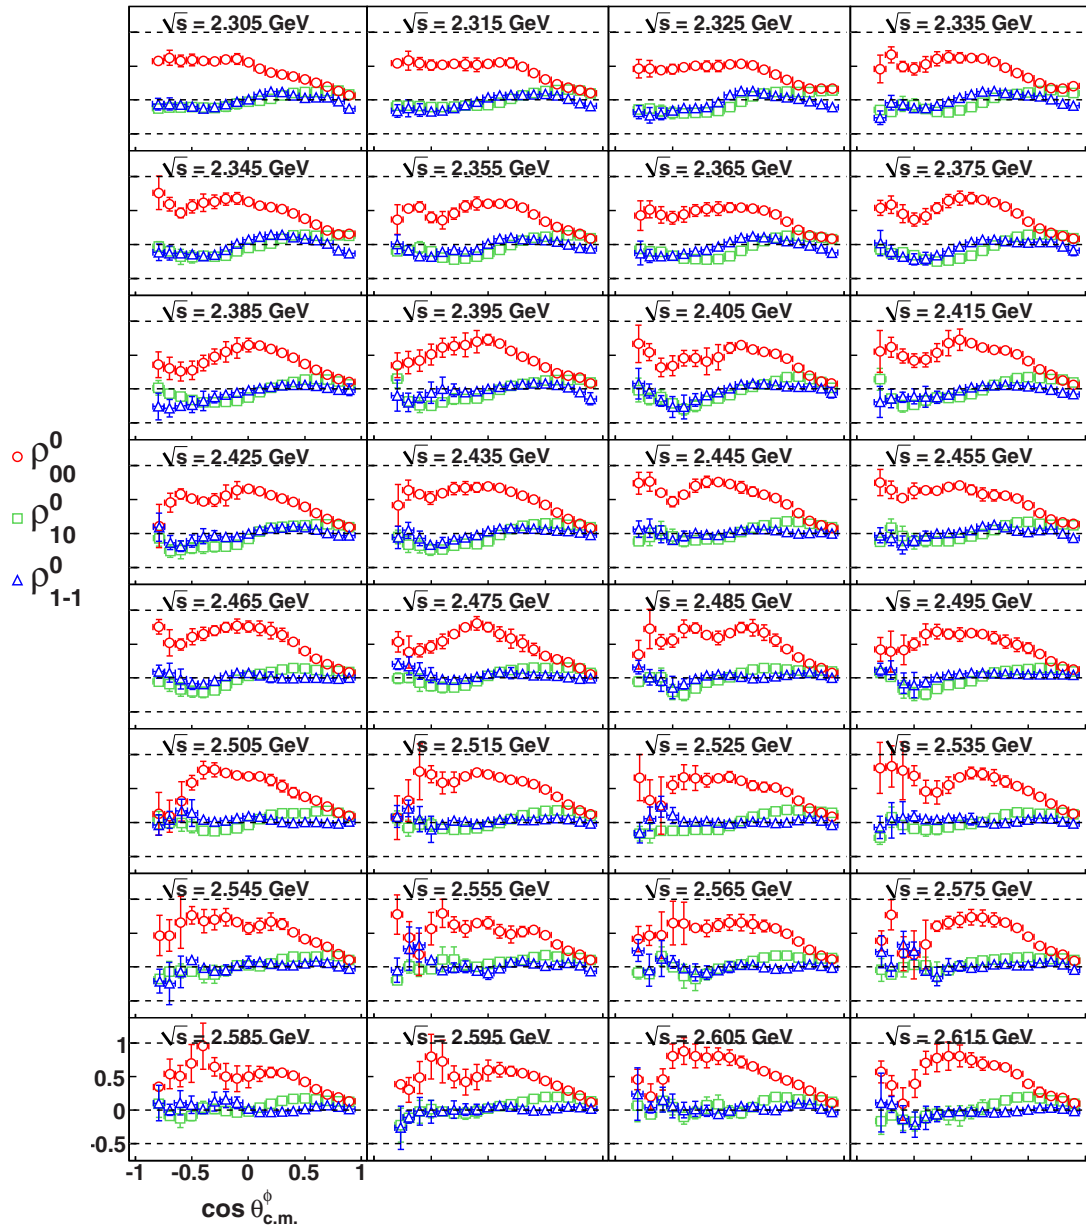 √s = 2.305 GeV √s = 2.315 GeV √s = 2.325 GeV √s = 2.335 GeV
√s = 2.345 GeV √s = 2.355 GeV √s = 2.365 GeV √s = 2.375 GeV
√s = 2.385 GeV √s = 2.395 GeV √s = 2.405 GeV √s = 2.415 GeV
ρ⁰₀₀
√s = 2.425 GeV √s = 2.435 GeV √s = 2.445 GeV √s = 2.455 GeV
ρ⁰₁₀
ρ⁰₁₋₁
√s = 2.465 GeV √s = 2.475 GeV √s = 2.485 GeV √s = 2.495 GeV
√s = 2.505 GeV √s = 2.515 GeV √s = 2.525 GeV √s = 2.535 GeV
√s = 2.545 GeV √s = 2.555 GeV √s = 2.565 GeV √s = 2.575 GeV
√s = 2.585 GeV √s = 2.595 GeV √s = 2.605 GeV √s = 2.615 GeV
1
0.5
0
-0.5
-1 -0.5 0 0.5 1
cos θ^ϕ_c.m.